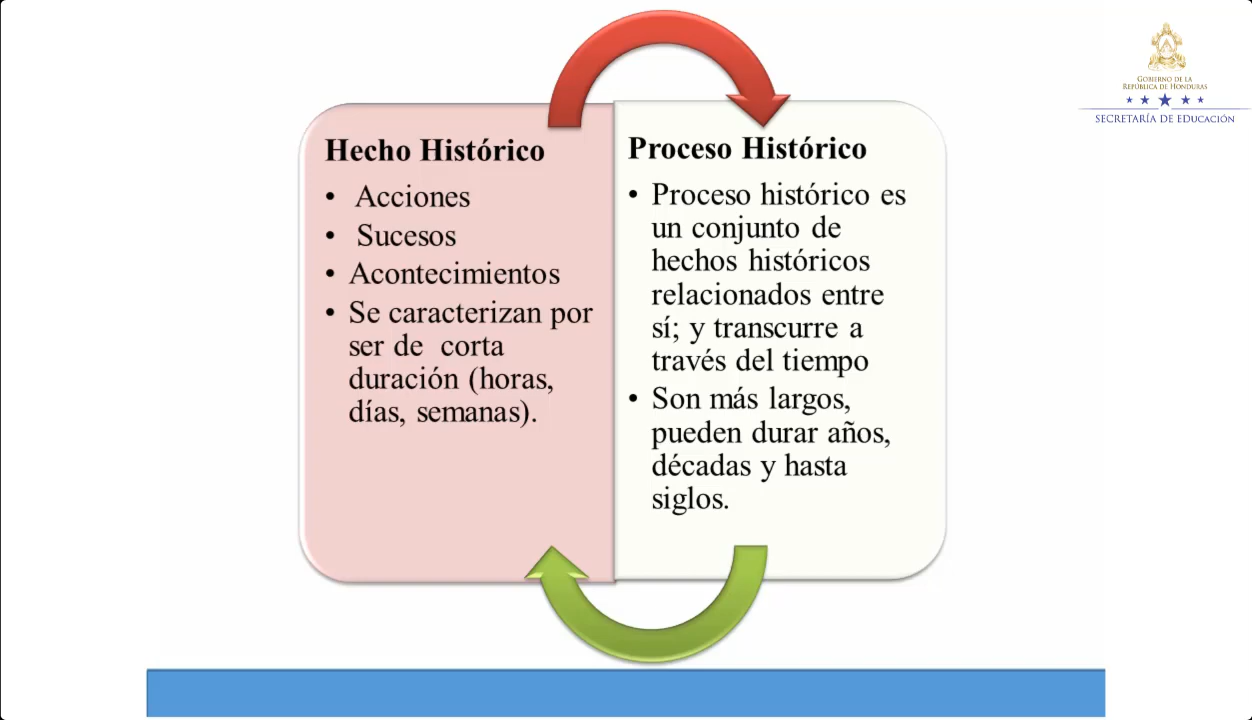 GOBIERNO DE LA
REPÚBLICA DE HONDURAS
SECRETARÍA DE EDUCACIÓN
Hecho Histórico
• Acciones
• Sucesos
• Acontecimientos
• Se caracterizan por
ser de corta
duración (horas,
días, semanas).
Proceso Histórico
• Proceso histórico es
un conjunto de
hechos históricos
relacionados entre
sí; y transcurre a
través del tiempo
• Son más largos,
pueden durar años,
décadas y hasta
siglos.